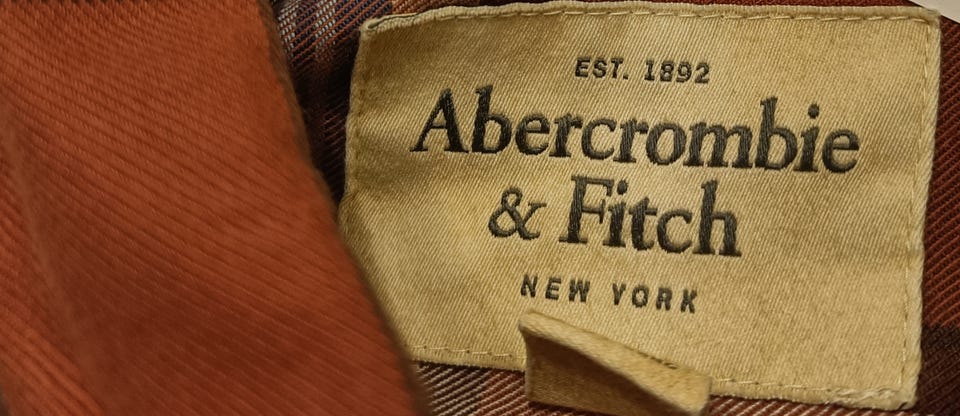 EST. 1892
Abercrombie
& Fitch
NEW YORK